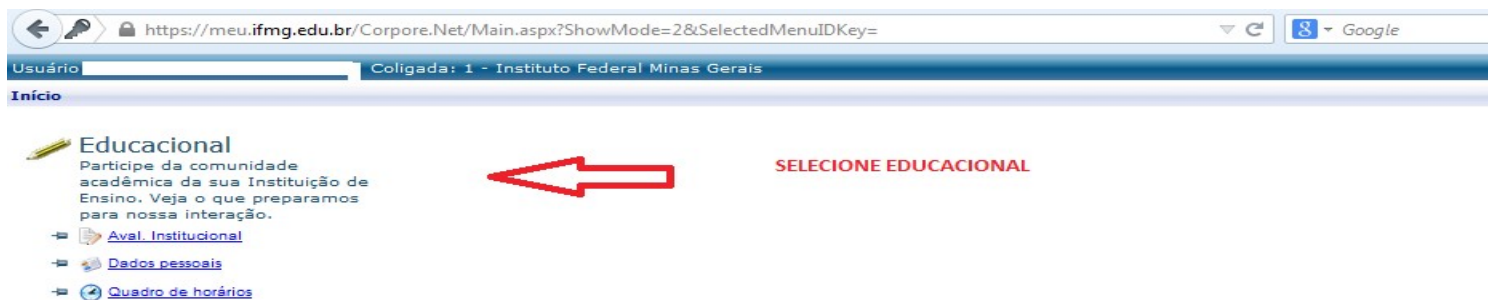 https://meu.ifmg.edu.br/Corpore.Net/Main.aspx?ShowMode=2&SelectedMenuIDKey=
Google
Usuário
Coligada: 1 - Instituto Federal Minas Gerais
Início
Educacional
Participe da comunidade
acadêmica da sua Instituição de
Ensino. Veja o que preparamos
para nossa interação.
SELECIONE EDUCACIONAL
Aval. Institucional
Dados pessoais
Quadro de horários